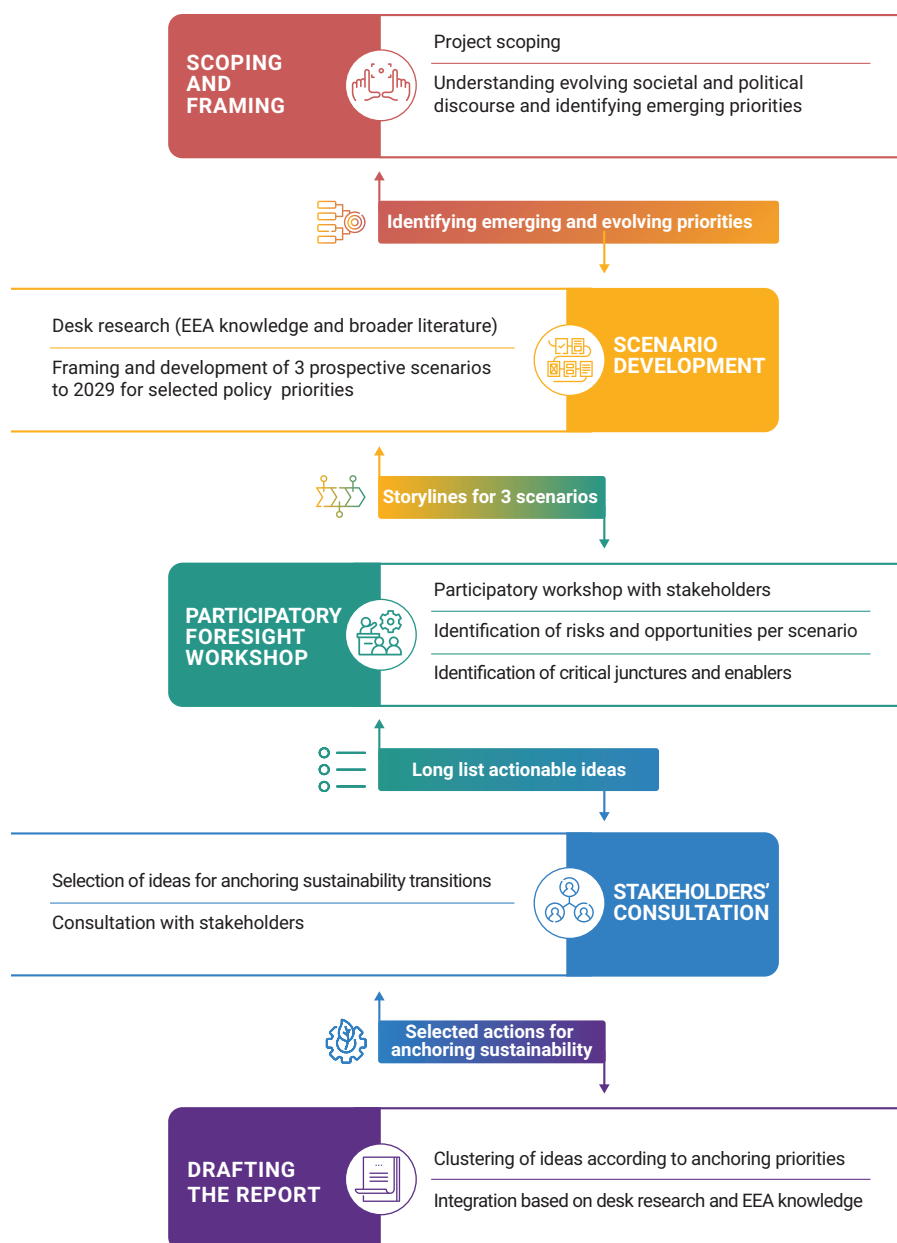 SCOPING
AND
FRAMING
Project scoping
Understanding evolving societal and political
discourse and identifying emerging priorities
Identifying emerging and evolving priorities
Desk research (EEA knowledge and broader literature)
Framing and development of 3 prospective scenarios
to 2029 for selected policy priorities
SCENARIO
DEVELOPMENT
Storylines for 3 scenarios
PARTICIPATORY
FORESIGHT
WORKSHOP
Participatory workshop with stakeholders
Identification of risks and opportunities per scenario
Identification of critical junctures and enablers
Long list actionable ideas
Selection of ideas for anchoring sustainability transitions
Consultation with stakeholders
STAKEHOLDERS’
CONSULTATION
Selected actions for
anchoring sustainability
DRAFTING
THE REPORT
Clustering of ideas according to anchoring priorities
Integration based on desk research and EEA knowledge